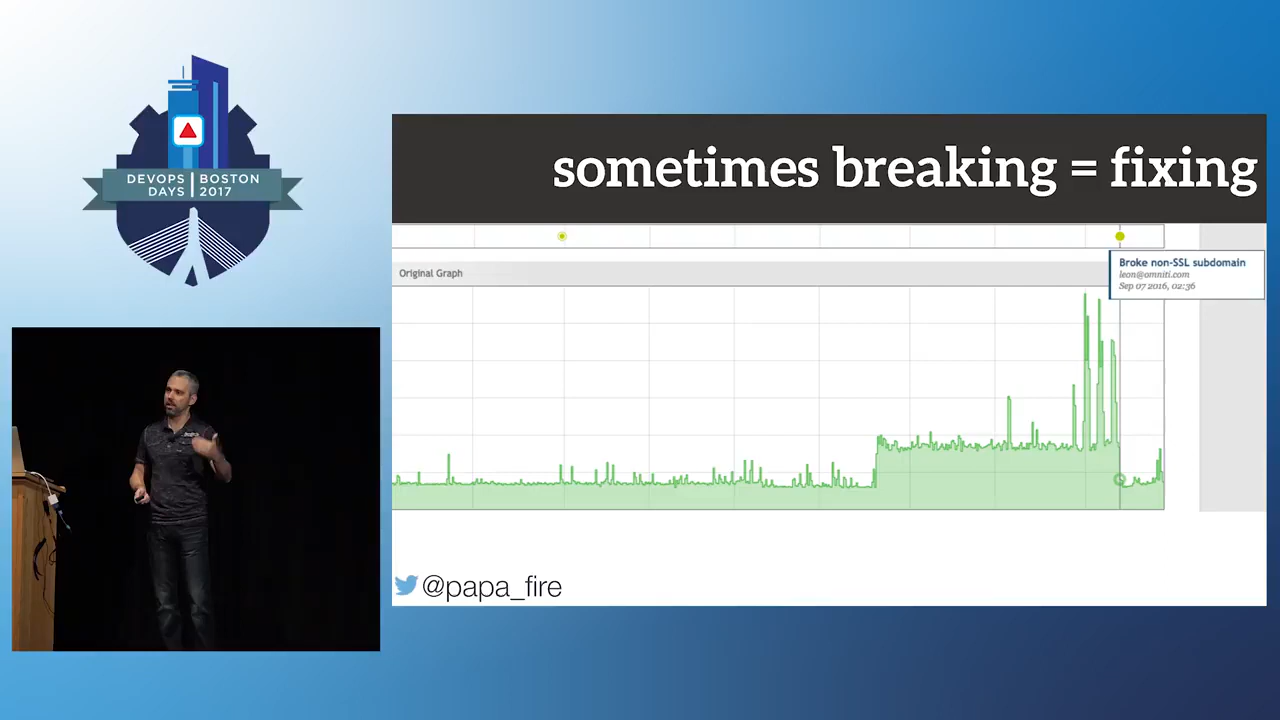 DEVOPS BOSTON
DAYS 2017
sometimes breaking = fixing
Broke non-SSL subdomain
leon@omniti.com
Sep 07 2016, 02:36
Original Graph
@papa_fire